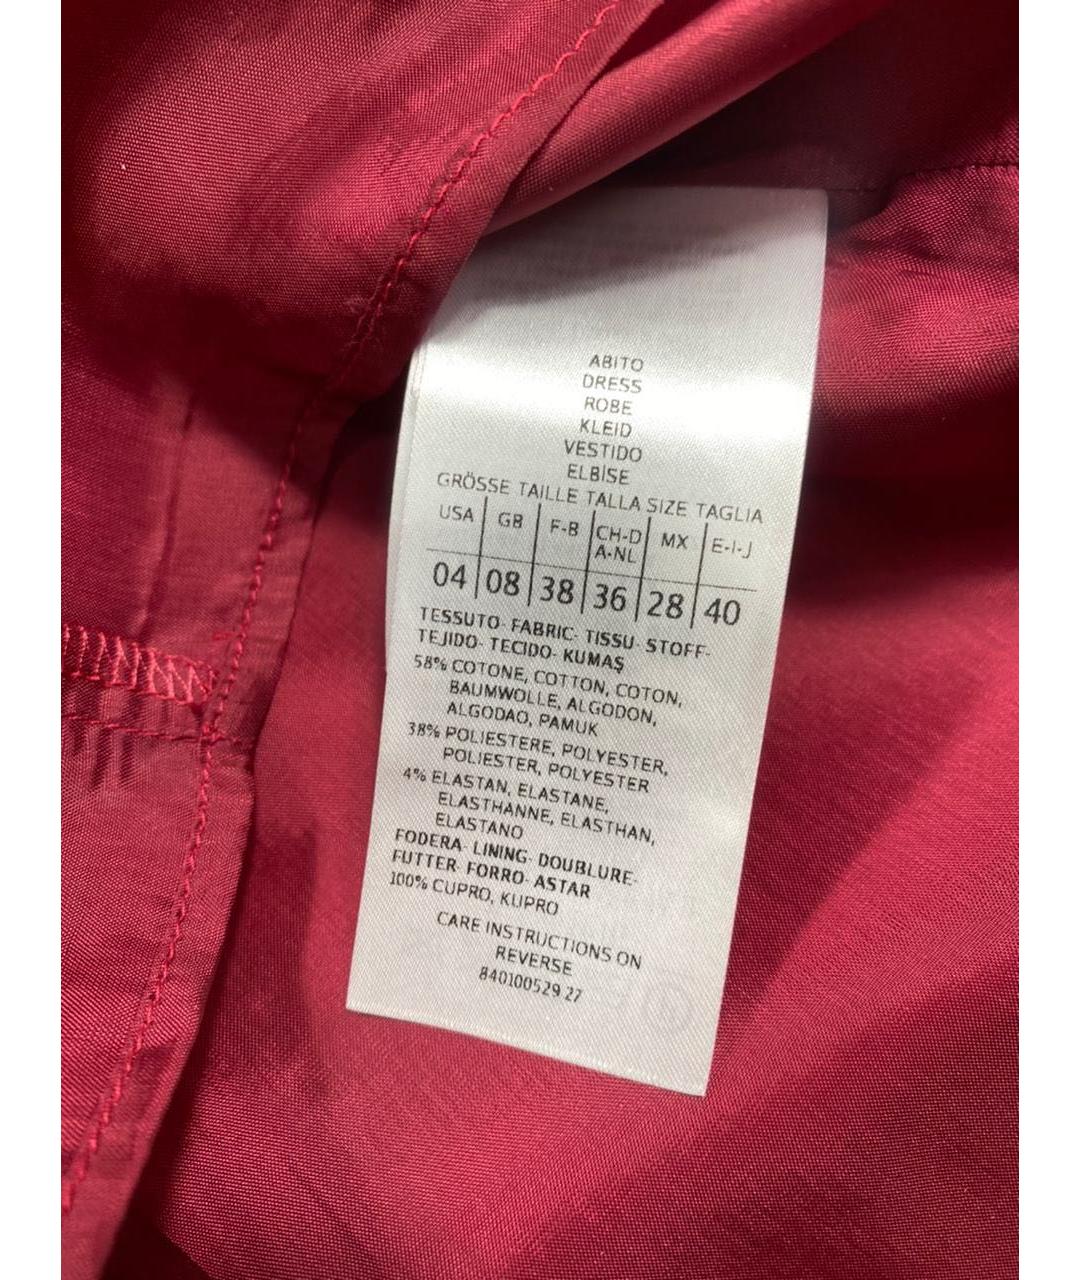 ABITO
DRESS
ROBE
KLEID
VESTIDO
ELBİSE
GRÖSSE TAILLE TALLA SIZE TAGLIA
USA GB F-B CH-D A-NL MX E-I-J
04 08 38 36 28 40
TESSUTO- FABRIC- TISSU- STOFF-
TEJIDO- TECIDO- KUMAŞ
58% COTONE, COTTON, COTON,
BAUMWOLLE, ALGODON,
ALGODAO, PAMUK
38% POLIESTERE, POLYESTER,
POLIESTER, POLYESTER
4% ELASTAN, ELASTANE,
ELASTHANNE, ELASTHAN,
ELASTANO
FODERA- LINING- DOUBLURE-
FUTTER- FORRO- ASTAR
100% CUPRO, KUPRO
CARE INSTRUCTIONS ON
REVERSE
840100529 27